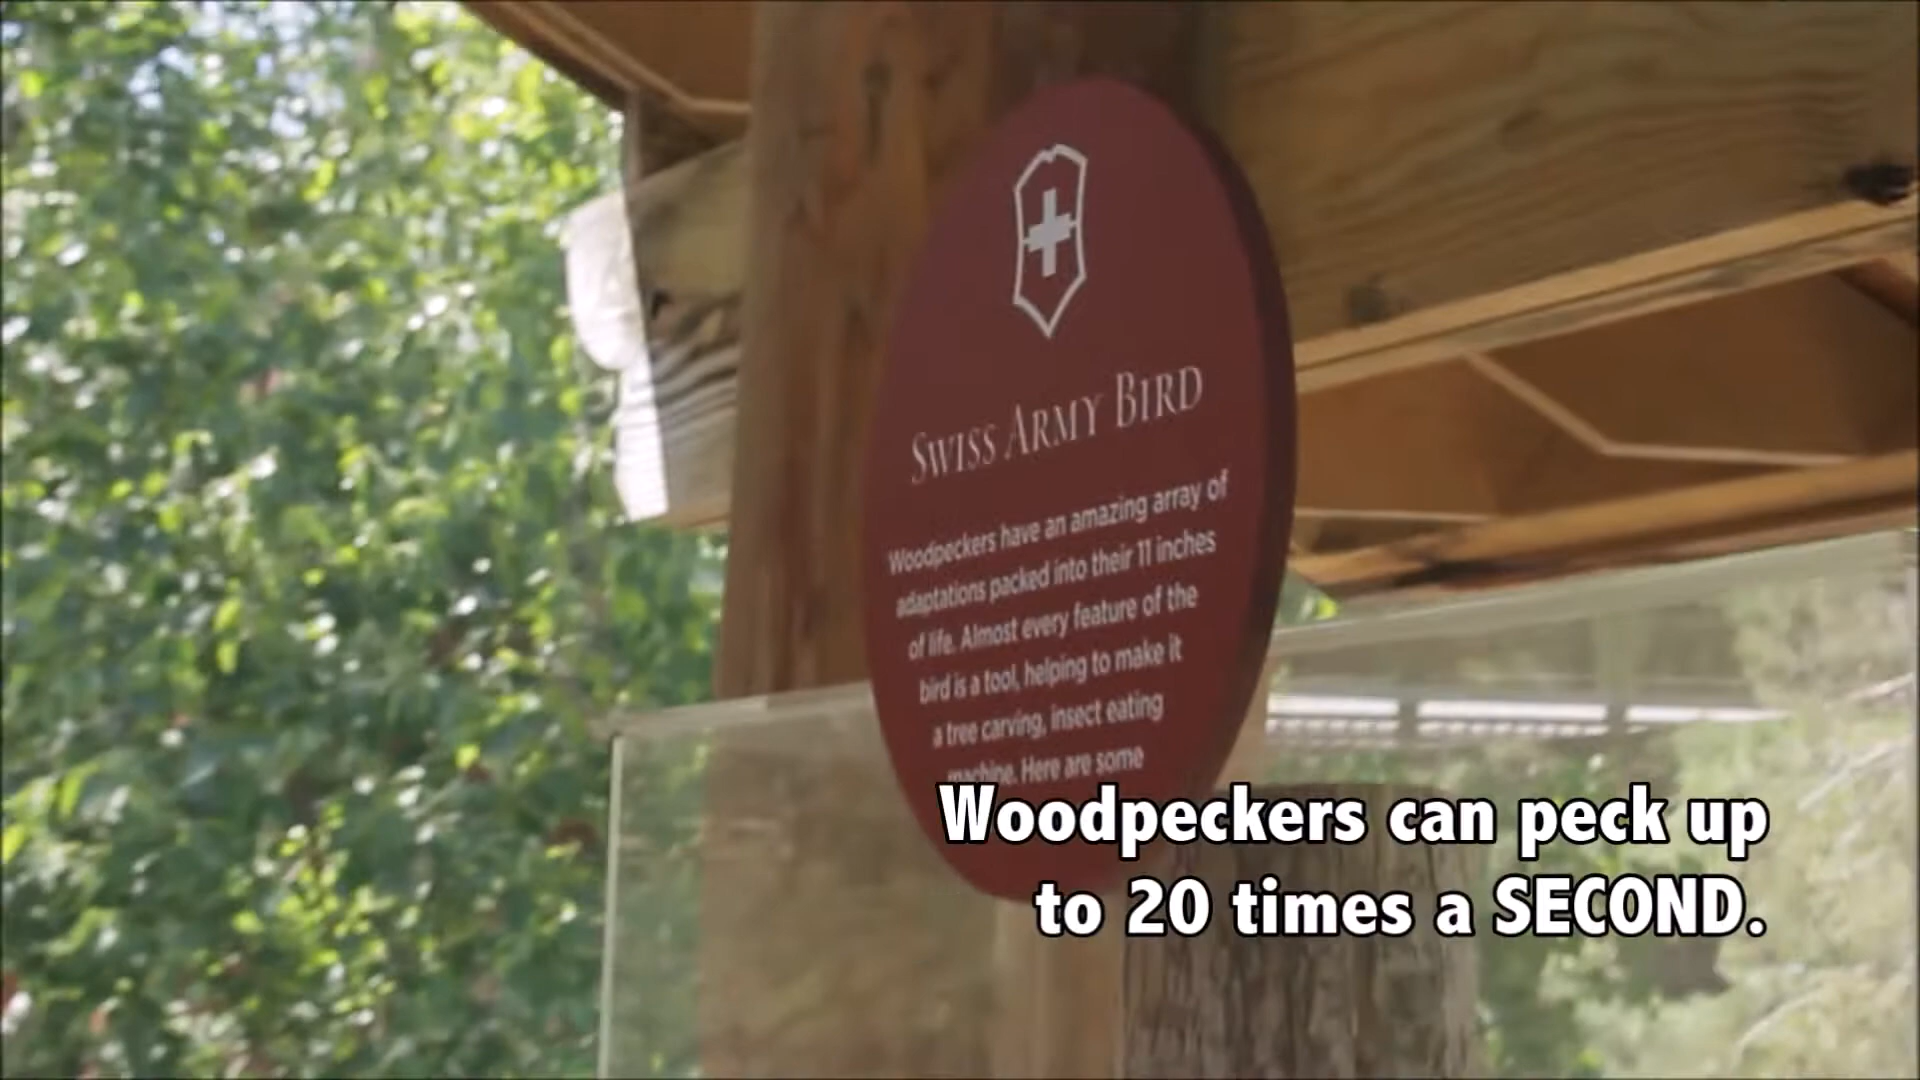 SWISS ARMY BIRD
Woodpeckers have an amazing array of
adaptations packed into their 11 inches
of life. Almost every feature of the
bird is a tool, helping to make it
a tree carving, insect eating
machine. Here are some
Woodpeckers can peck up
to 20 times a SECOND.